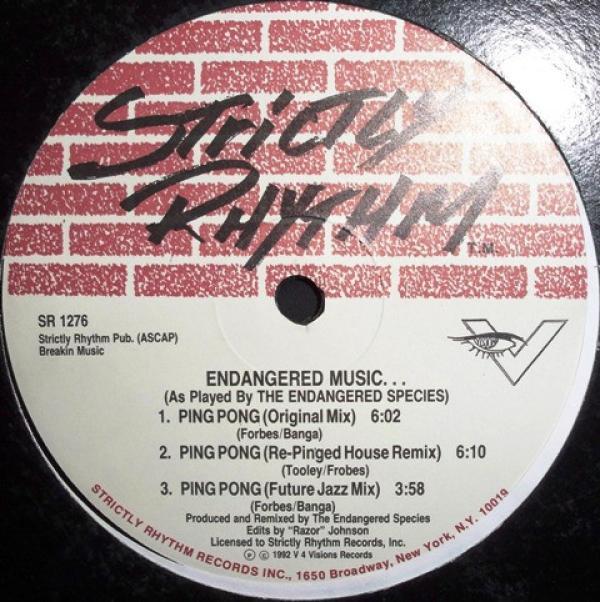 STRICTLY
RHYTHM
T.M.
SR 1276
Strictly Rhythm Pub. (ASCAP)
Breakin Music
V
ENDANGERED MUSIC...
(As Played By THE ENDANGERED SPECIES)
1. PING PONG (Original Mix) 6:02
(Forbes/Banga)
2. PING PONG (Re-Pinged House Remix) 6:10
(Tooley/Frobes)
3. PING PONG (Future Jazz Mix) 3:58
(Forbes/Banga)
Produced and Remixed by The Endangered Species
Edits by "Razor" Johnson
Licensed to Strictly Rhythm Records, Inc.
℗ © 1992 V 4 Visions Records
STRICTLY RHYTHM RECORDS INC., 1650 Broadway, New York, N.Y. 10019